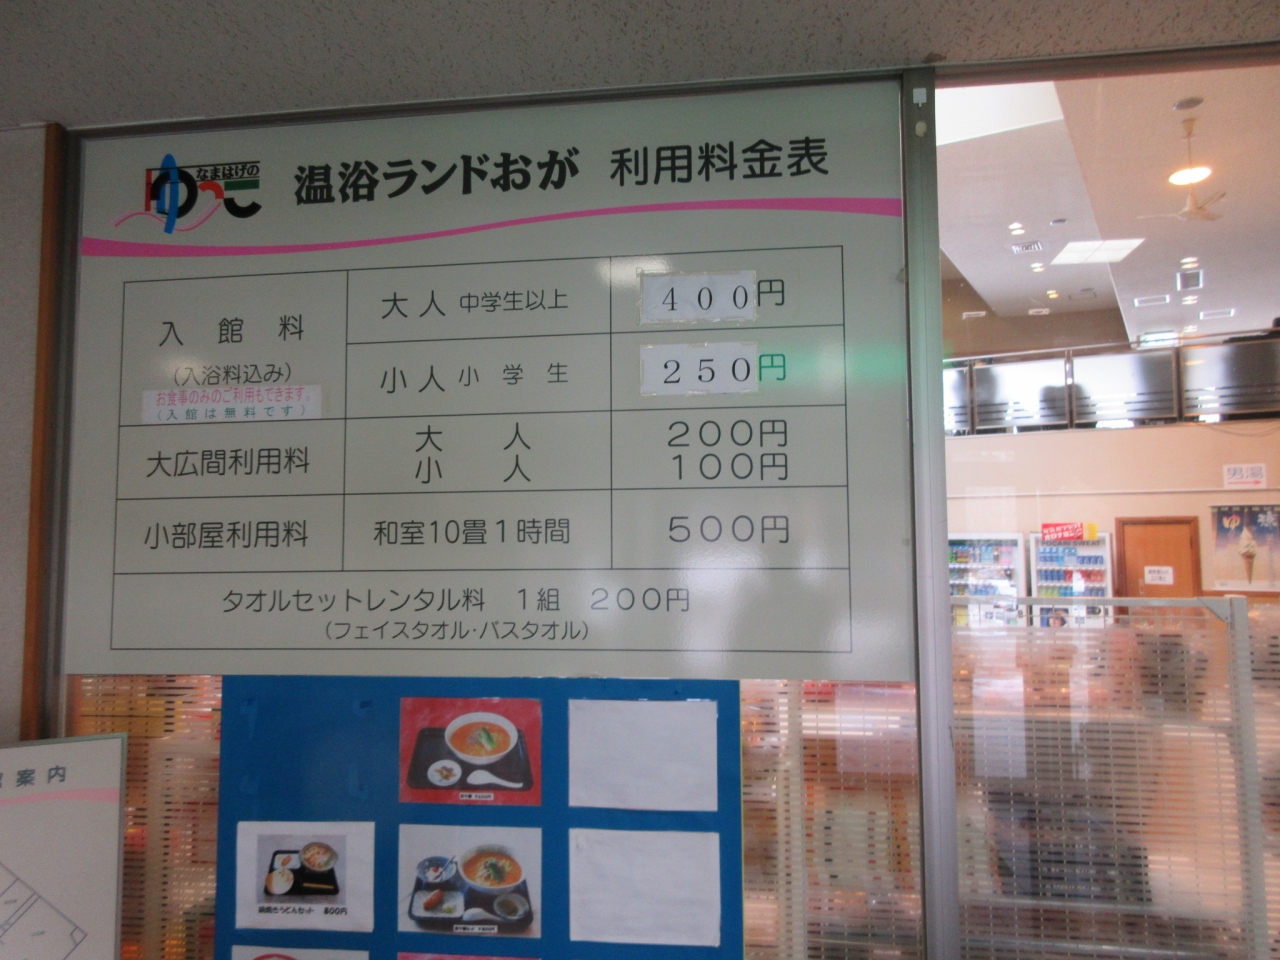 なまはげの
ゆっこ
温浴ランドおが 利用料金表
入館料
(入浴料込み)
お食事のみのご利用もできます。
(入館は無料です)
大人 中学生以上
400円
小人 小学生
250円
大広間利用料
大人
200円
小人
100円
小部屋利用料
和室10畳1時間
500円
タオルセットレンタル料 1組 200円
(フェイスタオル・バスタオル)
案内
800円
男湯
ゆ